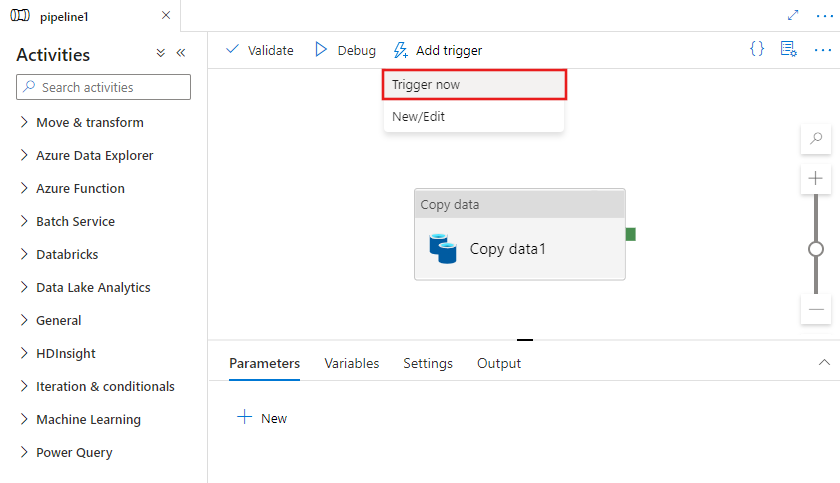 pipeline1
Activities
Search activities
Move & transform
Azure Data Explorer
Azure Function
Batch Service
Databricks
Data Lake Analytics
General
HDInsight
Iteration & conditionals
Machine Learning
Power Query
Validate
Debug
Add trigger
Trigger now
New/Edit
Copy data
Copy data1
Parameters
Variables
Settings
Output
New